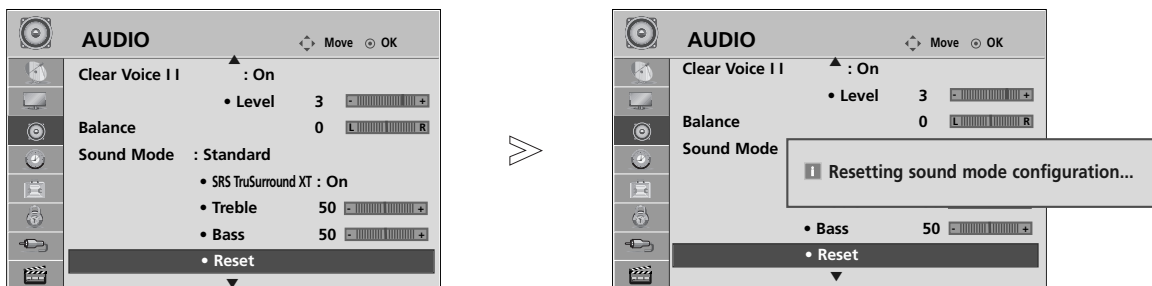 AUDIO
Move
OK
Clear Voice I I : On
• Level 3 - +
Balance 0 L R
Sound Mode : Standard
• SRS TruSurround XT : On
• Treble 50 - +
• Bass 50 - +
• Reset
AUDIO
Move
OK
Clear Voice I I : On
• Level 3 - +
Balance 0 L R
Sound Mode
i Resetting sound mode configuration...
• Bass 50 - +
• Reset